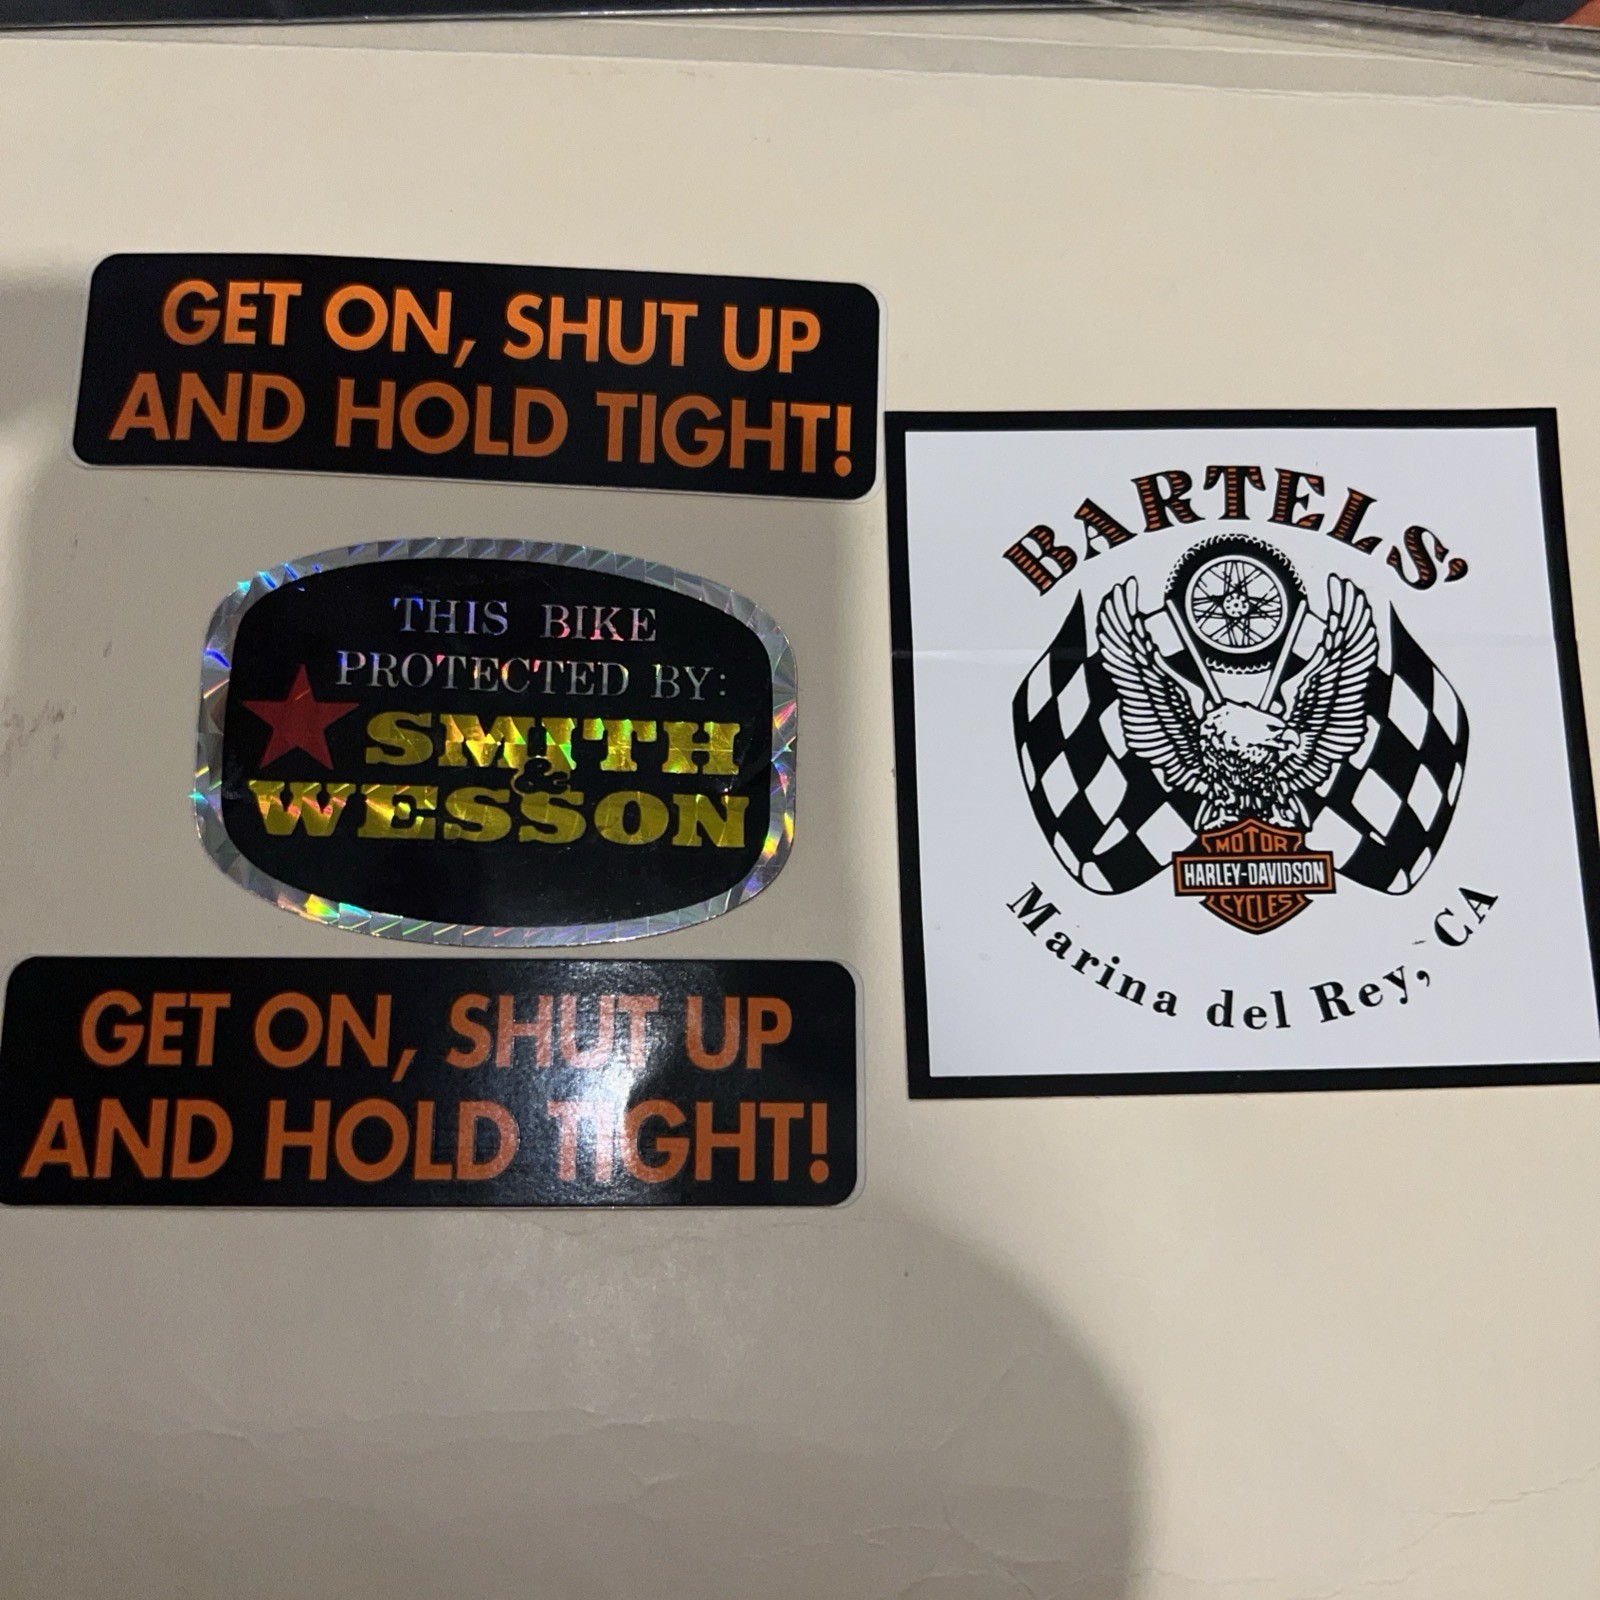 GET ON, SHUT UP
AND HOLD TIGHT!
THIS BIKE
PROTECTED BY:
SMITH
&
WESSON
GET ON, SHUT UP
AND HOLD TIGHT!
BARTELS'
MOTOR
HARLEY-DAVIDSON
CYCLES
Marina del Rey, CA